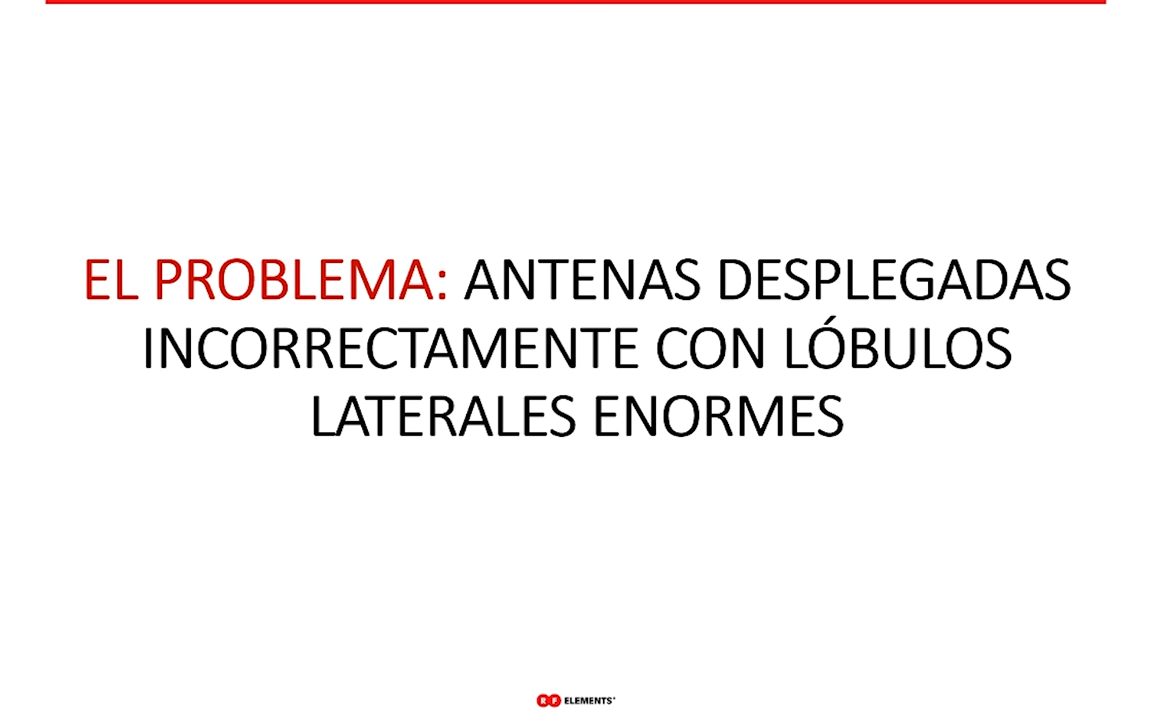 EL PROBLEMA: ANTENAS DESPLEGADAS
INCORRECTAMENTE CON LÓBULOS
LATERALES ENORMES
RF ELEMENTS